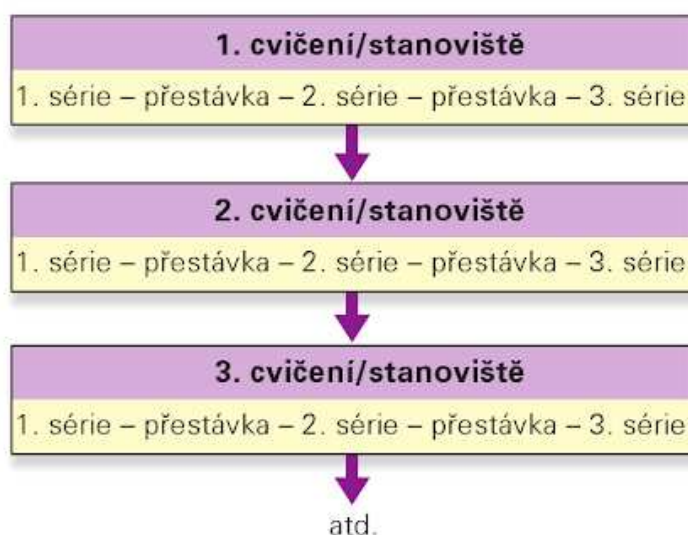 1. cvičení/stanoviště
1. série – přestávka – 2. série – přestávka – 3. série
2. cvičení/stanoviště
1. série – přestávka – 2. série – přestávka – 3. série
3. cvičení/stanoviště
1. série – přestávka – 2. série – přestávka – 3. série
atd.